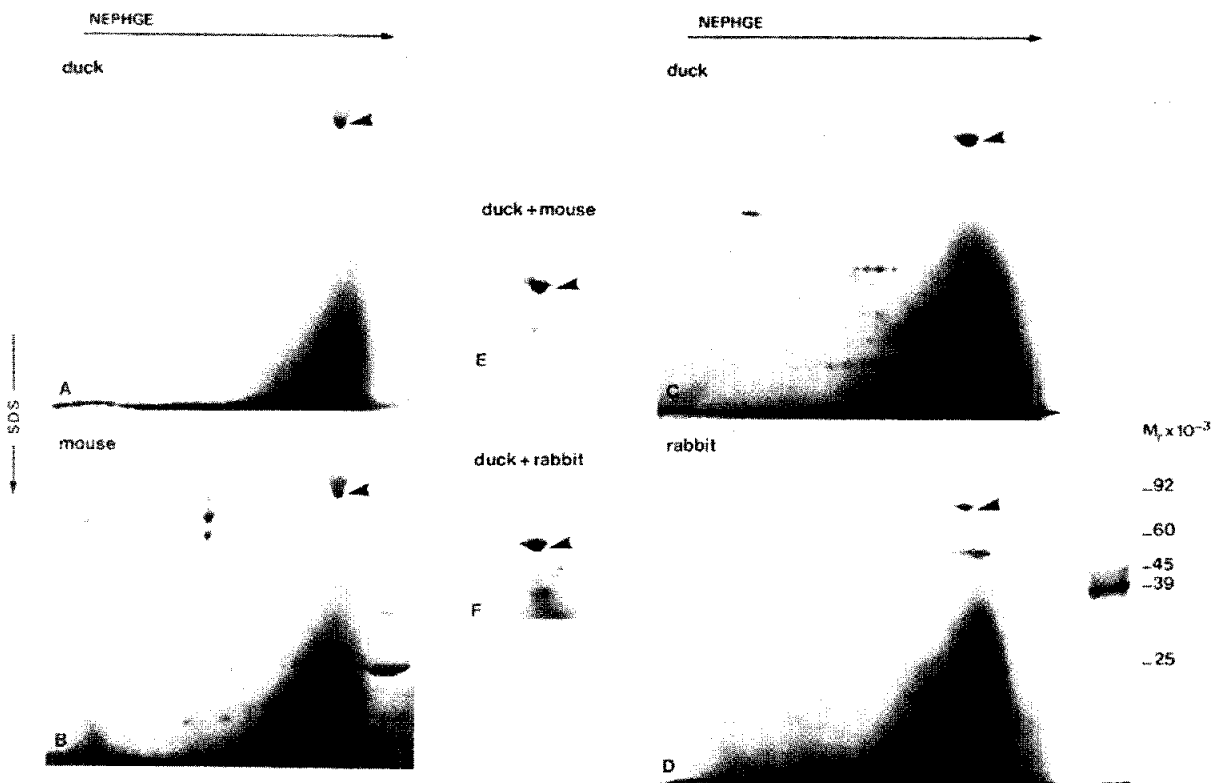 NEPHGE
duck
A
SDS
mouse
B
duck + mouse
E
duck + rabbit
F
NEPHGE
duck
C
rabbit
D
Mr x 10-3
92
60
45
39
25